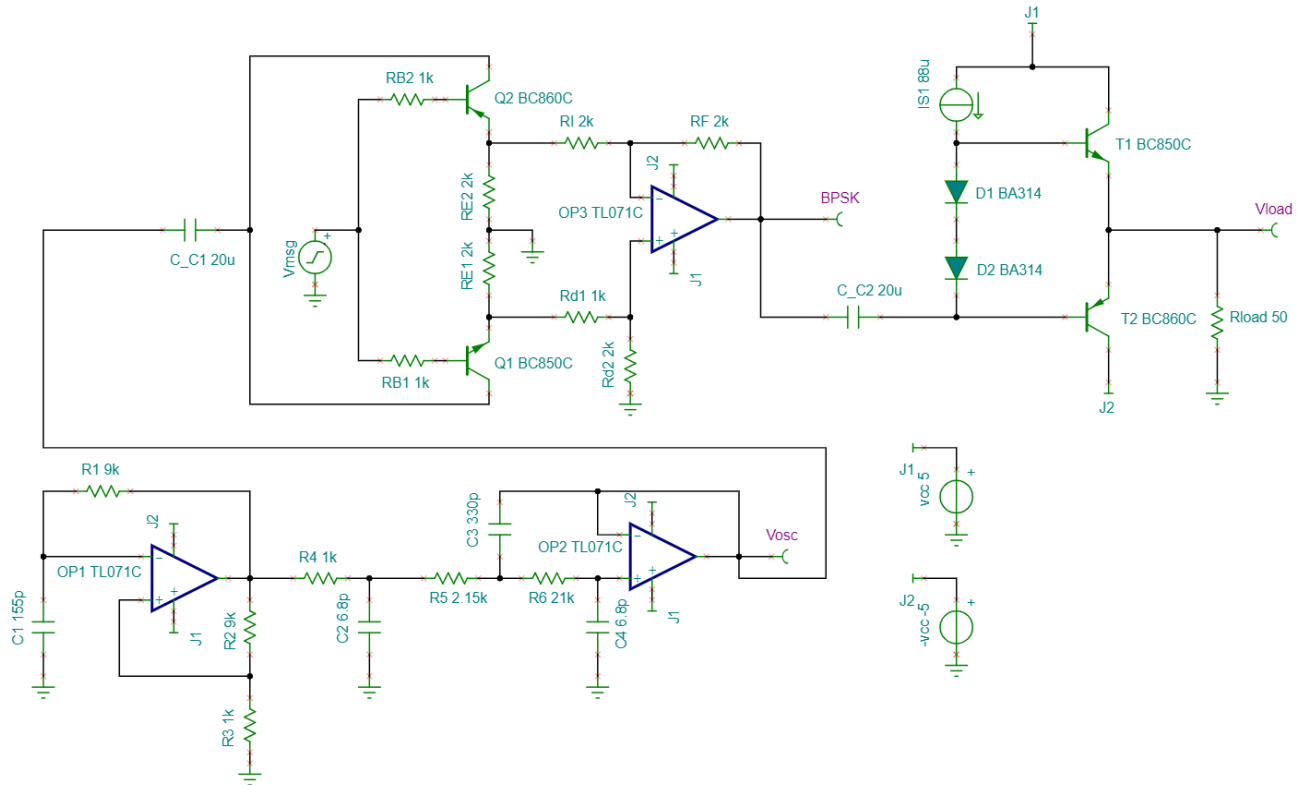 J1
RB2 1k
Q2 BC860C
IS1 88u
RI 2k
RF 2k
T1 BC850C
J2
RE2 2k
D1 BA314
OP3 TL071C
-
+
+
BPSK
Vload
+
Vmsg
C_C1 20u
RE1 2k
J1
D2 BA314
C_C2 20u
Rd1 1k
T2 BC860C
Rload 50
Q1 BC850C
RB1 1k
Rd2 2k
J2
R1 9k
J1
vcc 5
+
J2
J2
C3 330p
OP1 TL071C
-
+
+
OP2 TL071C
-
+
+
Vosc
R4 1k
R5 2.15k
R6 21k
C1 155p
J1
R2 9k
C2 6.8p
C4 6.8p
J1
J2
-vcc -5
+
R3 1k